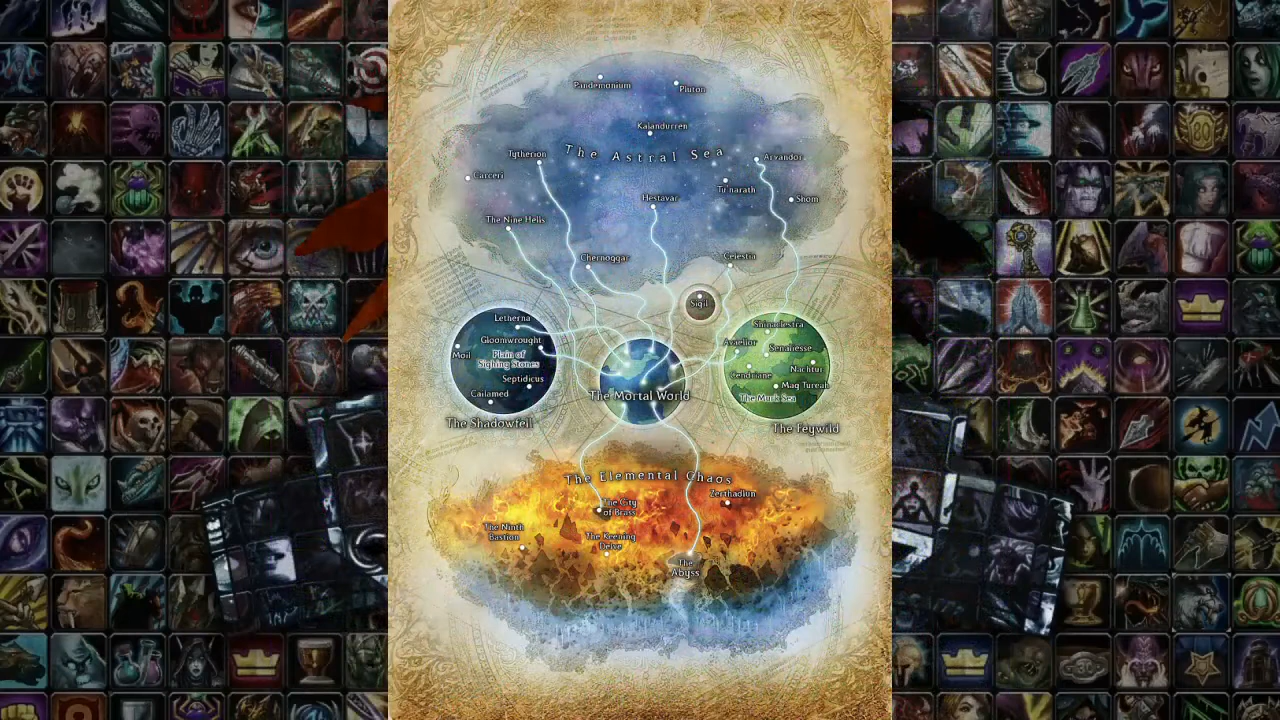 Pandemonium
Pluton
Kalandurren
The Astral Sea
Tytherion
Arvandor
Carceri
Tu'narath
Hestavar
Shom
The Nine Hells
Chernoggar
Celestia
Sigil
Letherna
Gloomwrought
Moil
Plain of
Sighing Stones
Septidicus
Cailamed
The Shadowfell
The Mortal World
Shinaelestra
Astrazalian
Senaliesse
Nachtur
Cendriane
Mag Tureah
The Murk Sea
The Feywild
The Elemental Chaos
Zerthadlun
The City
of Brass
The Ninth
Bastion
The Keening
Delve
The
Abyss
80